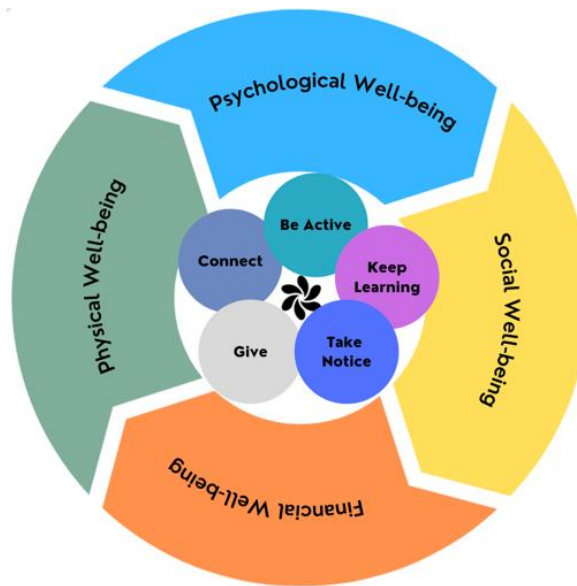 Psychological Well-being
Social Well-being
Financial Well-being
Physical Well-being
Be Active
Keep
Learning
Take
Notice
Give
Connect